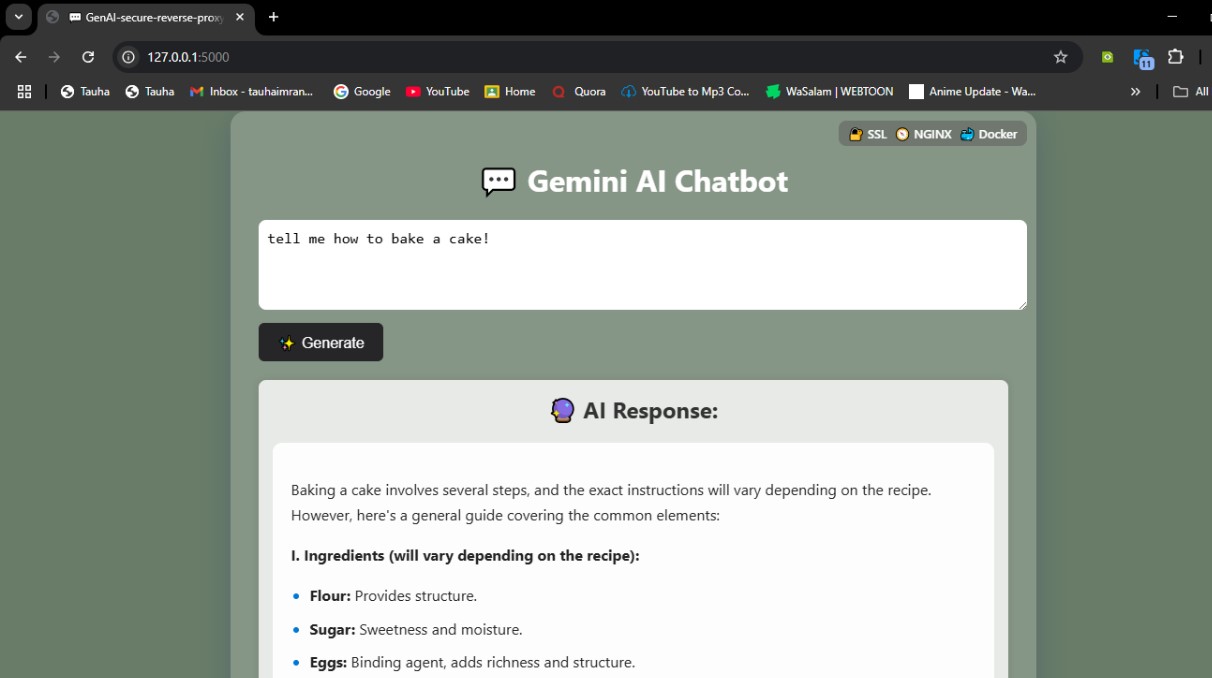 GenAI-secure-reverse-proxy
127.0.0.1:5000
11
Tauha Tauha Inbox - tauhaimran... Google YouTube Home Quora YouTube to Mp3 Co... WaSalam | WEBTOON Anime Update - Wa... » All
SSL NGINX Docker
Gemini AI Chatbot
tell me how to bake a cake!
Generate
AI Response:
Baking a cake involves several steps, and the exact instructions will vary depending on the recipe.
However, here's a general guide covering the common elements:
I. Ingredients (will vary depending on the recipe):
• Flour: Provides structure.
• Sugar: Sweetness and moisture.
• Eggs: Binding agent, adds richness and structure.